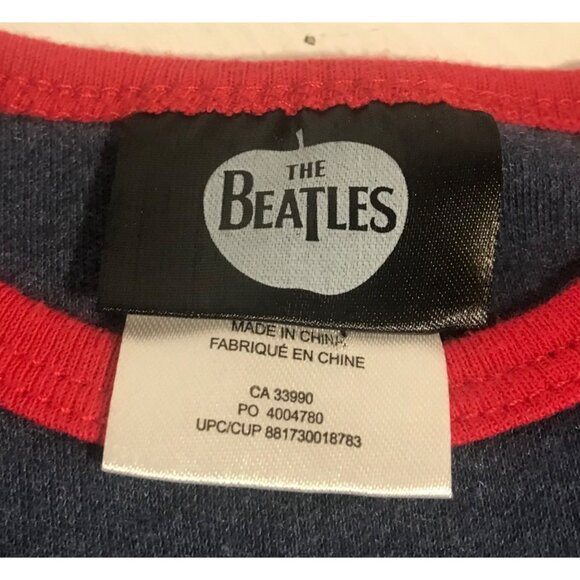 THE
BEATLES
MADE IN CHINA
FABRIQUÉ EN CHINE
CA 33990
PO 4004780
UPC/CUP 881730018783